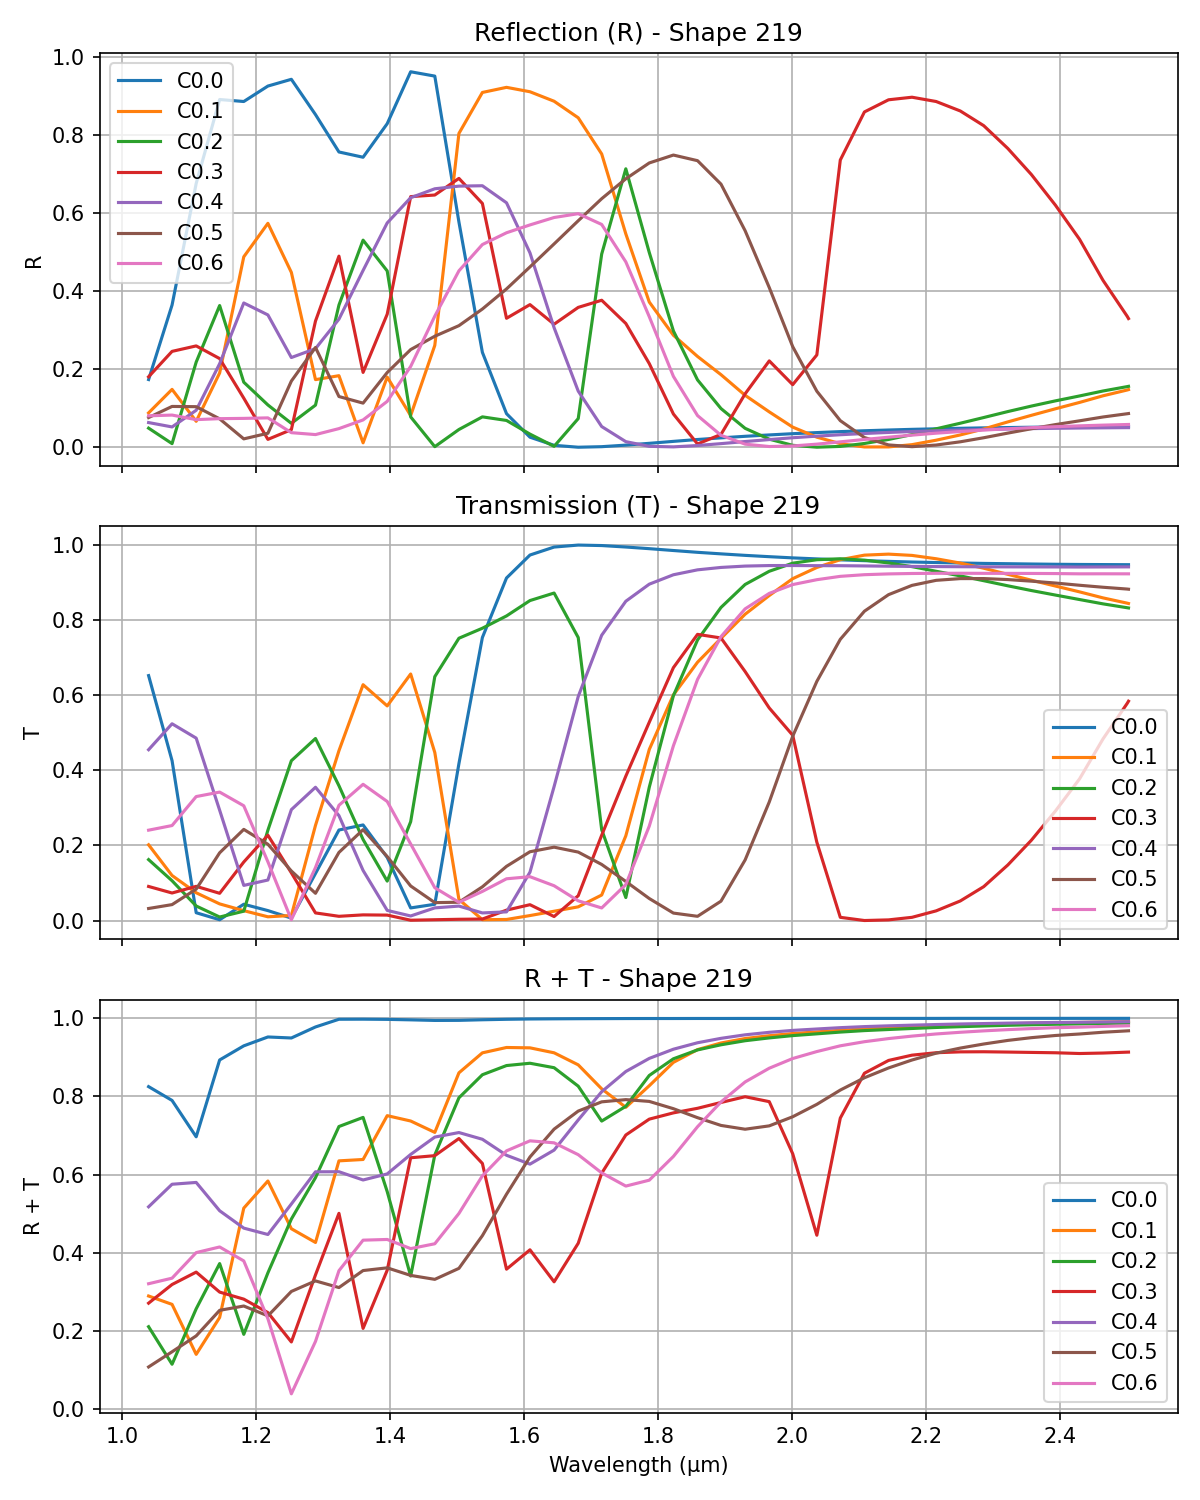 Reflection (R) - Shape 219
1.0
0.8
0.6
0.4
0.2
0.0
R
C0.0
C0.1
C0.2
C0.3
C0.4
C0.5
C0.6
Transmission (T) - Shape 219
1.0
0.8
0.6
0.4
0.2
0.0
T
C0.0
C0.1
C0.2
C0.3
C0.4
C0.5
C0.6
R + T - Shape 219
1.0
0.8
0.6
0.4
0.2
0.0
R + T
C0.0
C0.1
C0.2
C0.3
C0.4
C0.5
C0.6
1.0 1.2 1.4 1.6 1.8 2.0 2.2 2.4
Wavelength (μm)